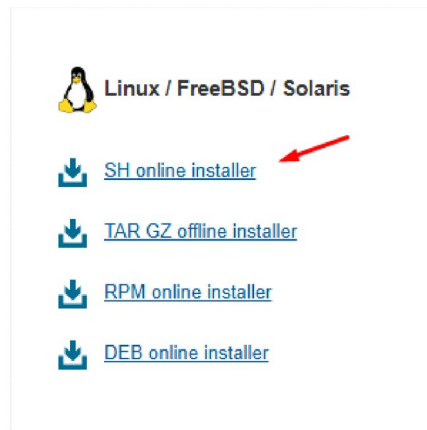 Linux / FreeBSD / Solaris
SH online installer
TAR GZ offline installer
RPM online installer
DEB online installer